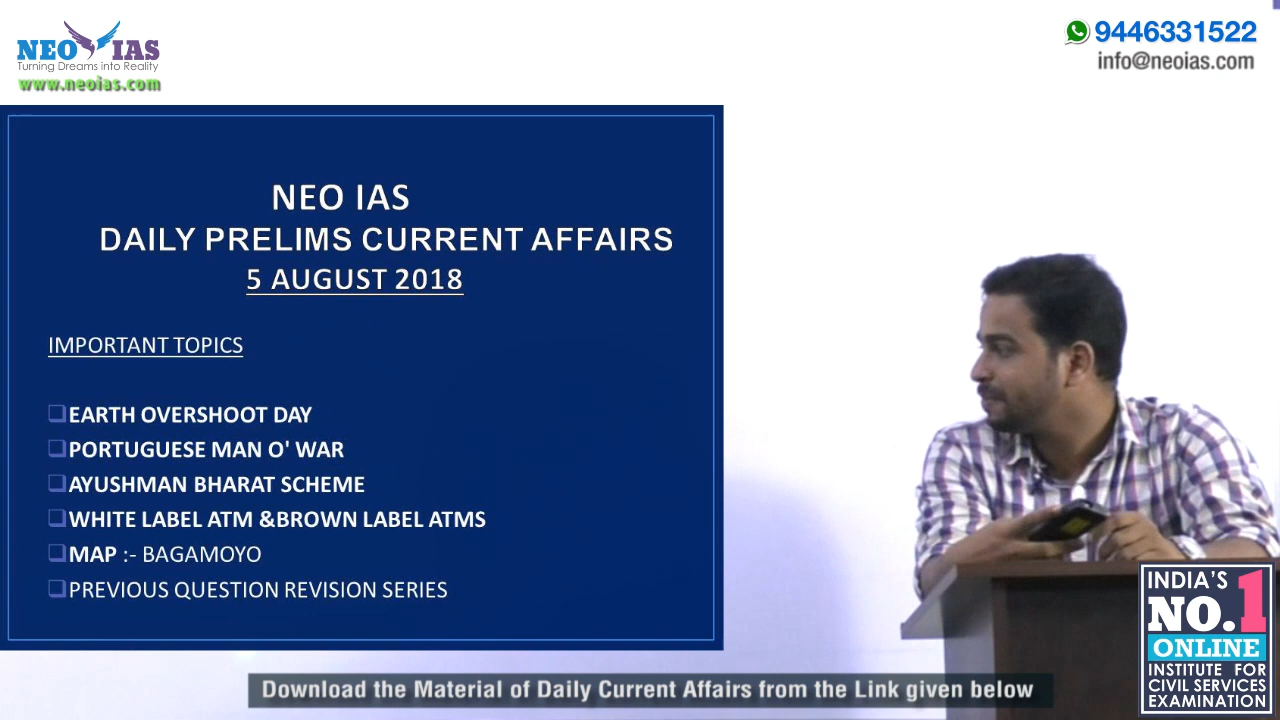 NEO IAS
Turning Dreams into Reality
www.neoias.com
9446331522
info@neoias.com
NEO IAS
DAILY PRELIMS CURRENT AFFAIRS
5 AUGUST 2018
IMPORTANT TOPICS
EARTH OVERSHOOT DAY
PORTUGUESE MAN O' WAR
AYUSHMAN BHARAT SCHEME
WHITE LABEL ATM &BROWN LABEL ATMS
MAP :- BAGAMOYO
PREVIOUS QUESTION REVISION SERIES
INDIA'S
NO.1
ONLINE
INSTITUTE FOR
CIVIL SERVICES
EXAMINATION
Download the Material of Daily Current Affairs from the Link given below